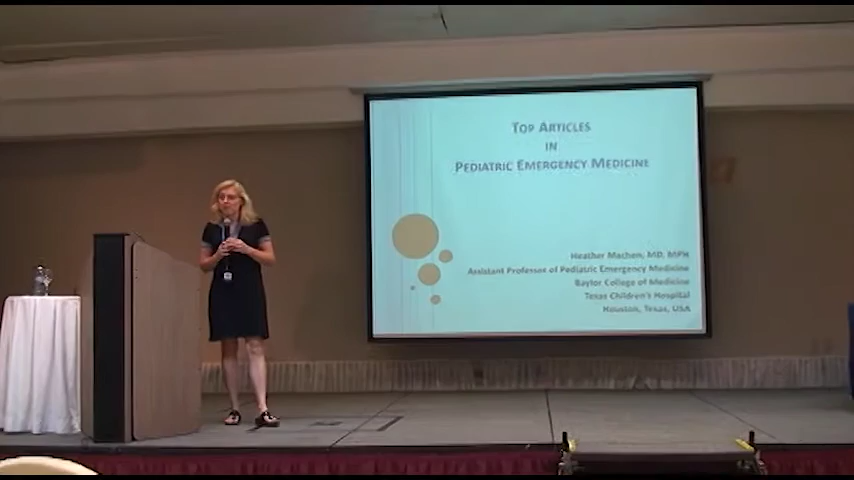 TOP ARTICLES
IN
PEDIATRIC EMERGENCY MEDICINE
Heather Machen, MD, MPH
Assistant Professor of Pediatric Emergency Medicine
Baylor College of Medicine
Texas Children's Hospital
Houston, Texas, USA